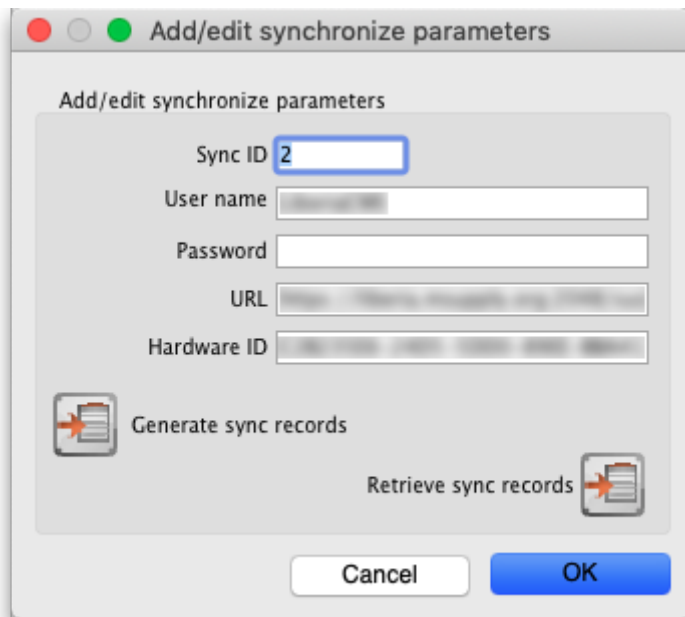 Add/edit synchronize parameters
Add/edit synchronize parameters
Sync ID 2
User name
Password
URL
Hardware ID
Generate sync records
Retrieve sync records
Cancel OK